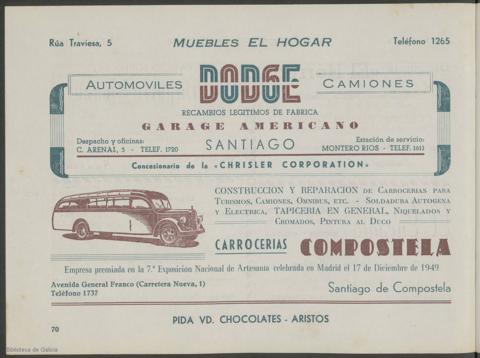 Rúa Traviesa, 5 MUEBLES EL HOGAR Teléfono 1265
AUTOMOVILES DODGE CAMIONES
RECAMBIOS LEGITIMOS DE FABRICA
GARAGE AMERICANO
Despacho y oficinas: SANTIAGO Estación de servicio:
C. ARENAL, 5 - TELEF. 1720 MONTERO RIOS - TELEF. 1611
Concesionario de la «CHRISLER CORPORATION»
CONSTRUCCION Y REPARACION DE CARROCERIAS PARA
TURISMOS, CAMIONES, OMNIBUS, ETC. - SOLDADURA AUTOGENA
Y ELECTRICA, TAPICERIA EN GENERAL, NIQUELADOS Y
CROMADOS, PINTURA AL DUCO
CARROCERIAS COMPOSTELA
Empresa premiada en la 7.ª Exposición Nacional de Artesanía celebrada en Madrid el 17 de Diciembre de 1949
Avenida General Franco (Carretera Nueva, 1)
Teléfono 1737 Santiago de Compostela
PIDA VD. CHOCOLATES - ARISTOS
70
Biblioteca de Galicia